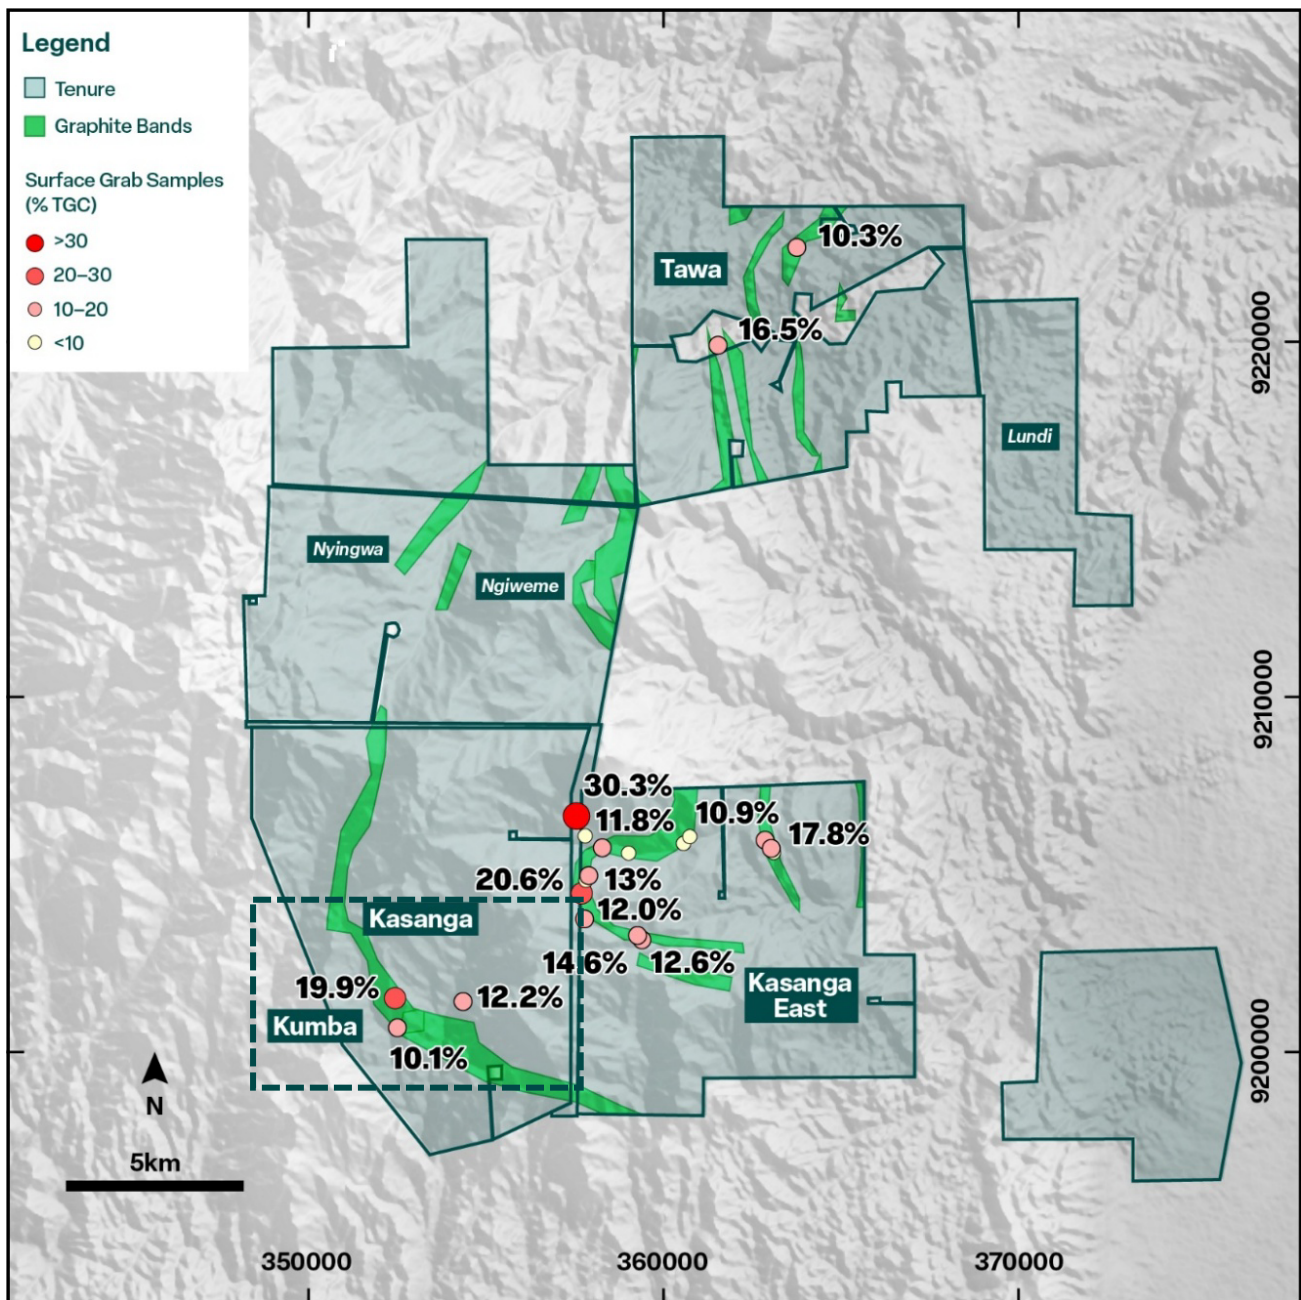 Legend
Tenure
Graphite Bands
Surface Grab Samples
(% TGC)
>30
20–30
10–20
<10
10.3%
Tawa
16.5%
9220000
Lundi
Nyingwa
Ngiweme
9210000
30.3%
11.8%
10.9%
17.8%
20.6%
13%
12.0%
Kasanga
14.6%
12.6%
Kasanga
East
19.9%
12.2%
Kumba
10.1%
9200000
N
5km
350000
360000
370000